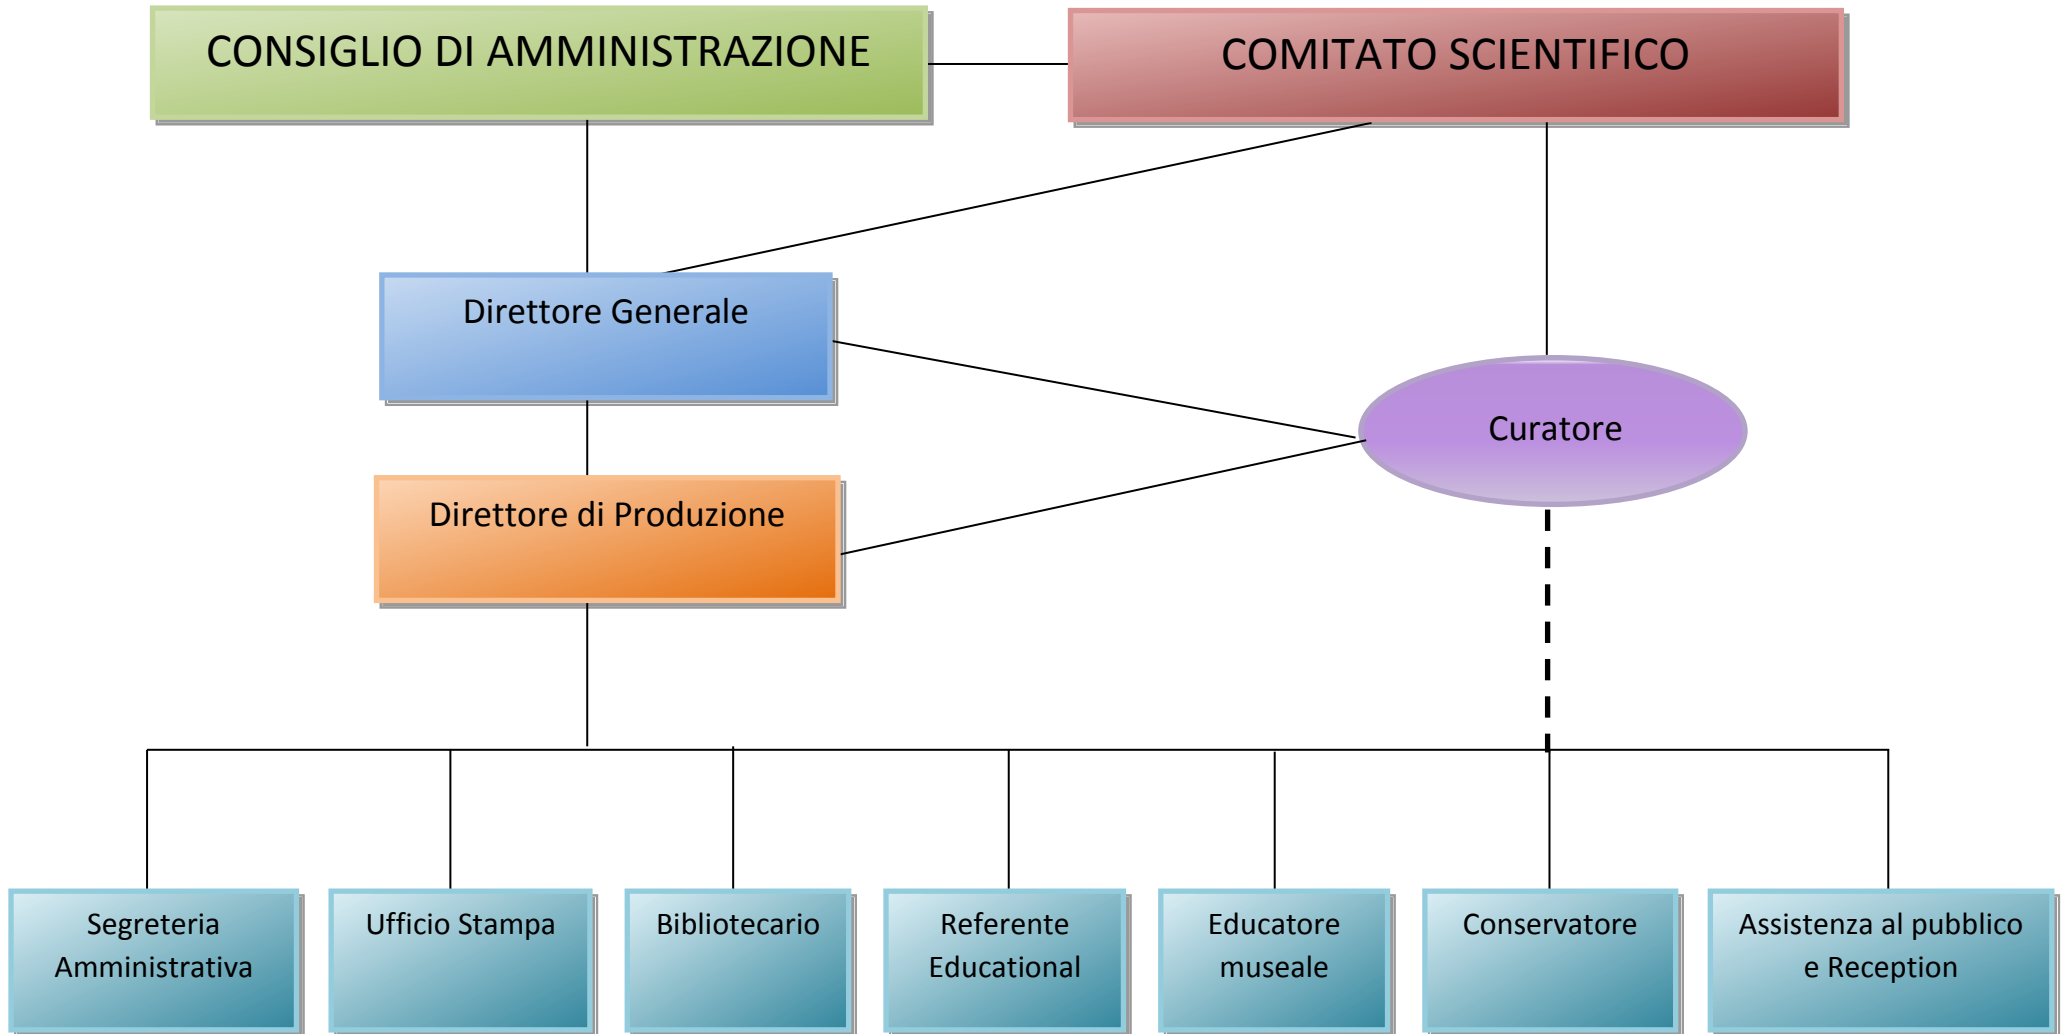 CONSIGLIO DI AMMINISTRAZIONE
COMITATO SCIENTIFICO
Direttore Generale
Curatore
Direttore di Produzione
Segreteria
Amministrativa
Ufficio Stampa
Bibliotecario
Referente
Educational
Educatore
museale
Conservatore
Assistenza al pubblico
e Reception